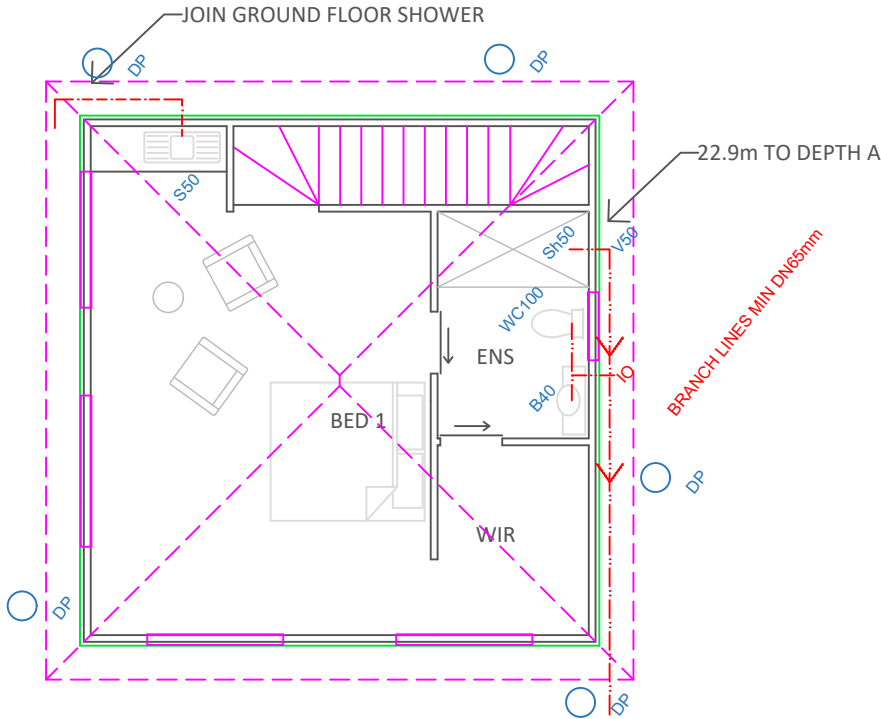 JOIN GROUND FLOOR SHOWER
DP
DP
22.9m TO DEPTH A
S50
Sh50
V50
WC100
BRANCH LINES MIN DN65mm
ENS
IO
B40
BED 1
DP
WIR
DP
DP